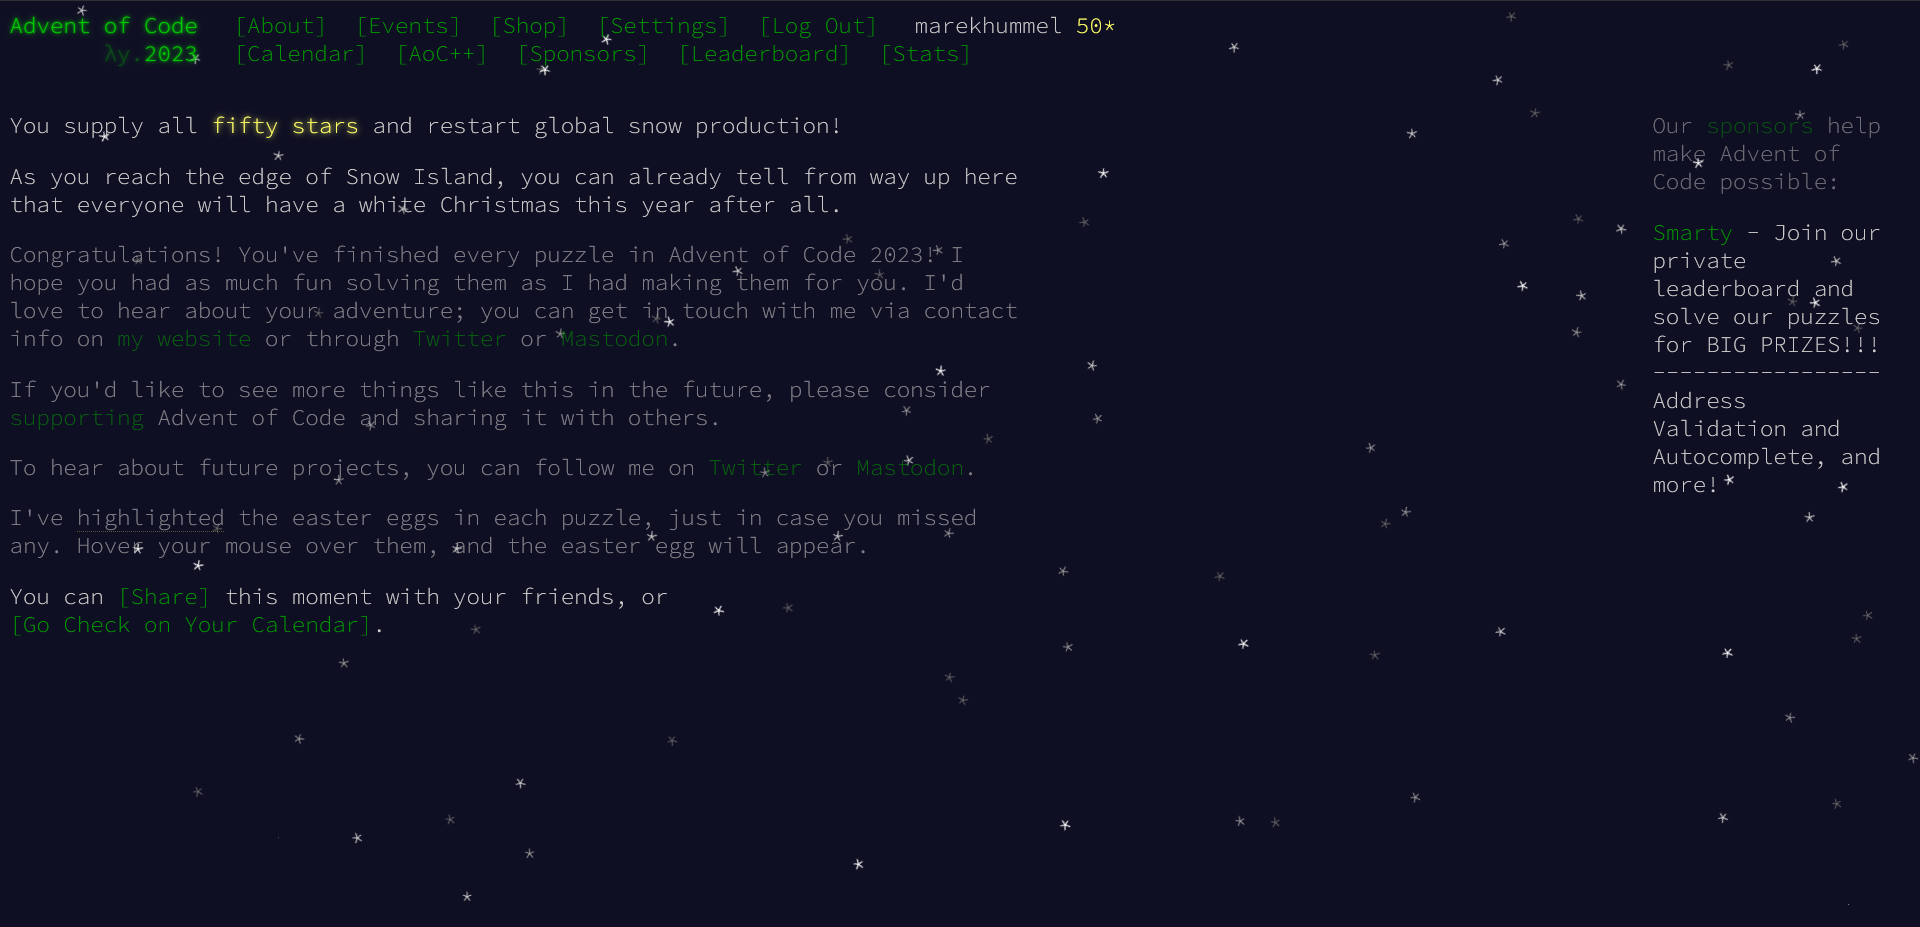 Advent of Code [About] [Events] [Shop] [Settings] [Log Out] marekhummel 50*
λy.2023 [Calendar] [AoC++] [Sponsors] [Leaderboard] [Stats]
You supply all fifty stars and restart global snow production!
As you reach the edge of Snow Island, you can already tell from way up here
that everyone will have a white Christmas this year after all.
Congratulations! You've finished every puzzle in Advent of Code 2023! I
hope you had as much fun solving them as I had making them for you. I'd
love to hear about your adventure; you can get in touch with me via contact
info on my website or through Twitter or Mastodon.
If you'd like to see more things like this in the future, please consider
supporting Advent of Code and sharing it with others.
To hear about future projects, you can follow me on Twitter or Mastodon.
I've highlighted the easter eggs in each puzzle, just in case you missed
any. Hover your mouse over them, and the easter egg will appear.
You can [Share] this moment with your friends, or
[Go Check on Your Calendar].
Our sponsors help
make Advent of
Code possible:
Smarty - Join our
private
leaderboard and
solve our puzzles
for BIG PRIZES!!!
-----------------
Address
Validation and
Autocomplete, and
more!